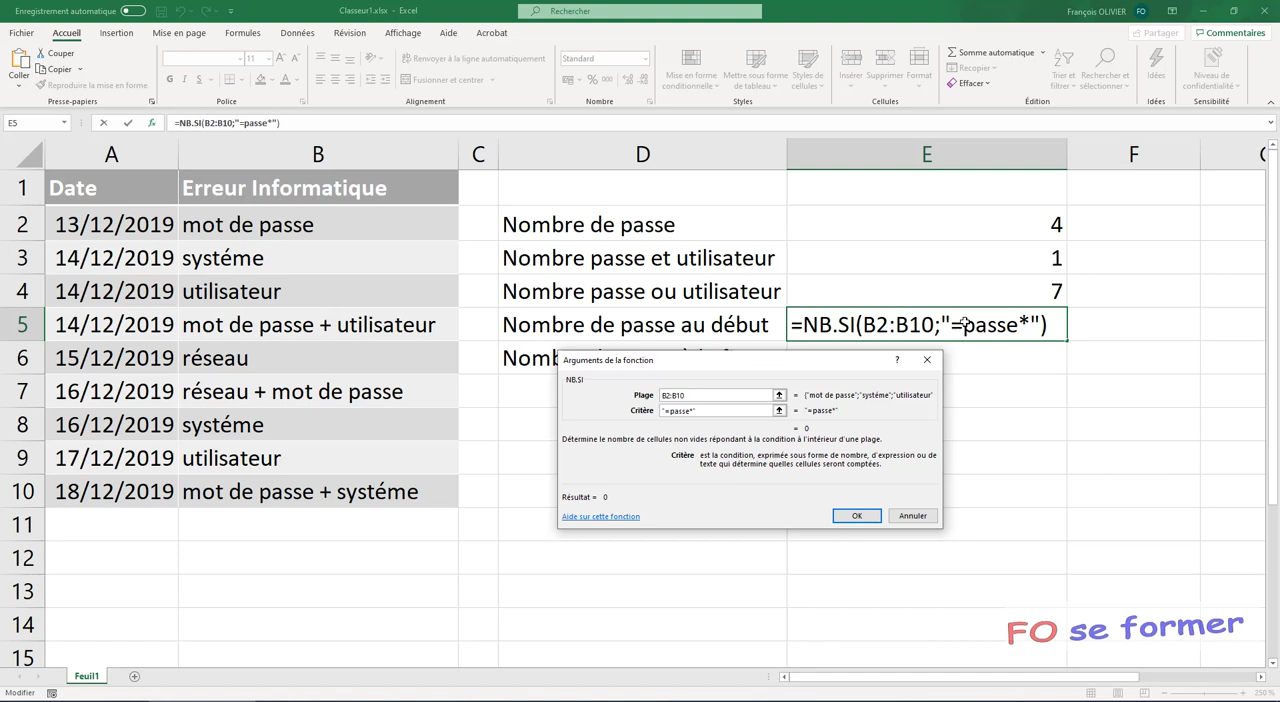 Enregistrement automatique
Classeur1.xlsx - Excel
Rechercher
François OLIVIER FO
Fichier Accueil Insertion Mise en page Formules Données Révision Affichage Aide Acrobat
Partager Commentaires
Coller
Couper
Copier
Reproduire la mise en forme
Presse-papiers
11 A A
G I S
Police
Renvoyer à la ligne automatiquement
Fusionner et centrer
Alignement
Standard
% 000
Nombre
Mise en forme conditionnelle
Mettre sous forme de tableau
Styles de cellules
Styles
Insérer Supprimer Format
Cellules
Somme automatique
Recopier
Effacer
Trier et filtrer
Rechercher et sélectionner
Édition
Idées
Idées
Niveau de confidentialité
Sensibilité
E5 fx =NB.SI(B2:B10;"=passe*")
A B C D E F
1 Date Erreur Informatique
2 13/12/2019 mot de passe Nombre de passe 4
3 14/12/2019 systéme Nombre passe et utilisateur 1
4 14/12/2019 utilisateur Nombre passe ou utilisateur 7
5 14/12/2019 mot de passe + utilisateur Nombre de passe au début =NB.SI(B2:B10;"=passe*")
6 15/12/2019 réseau
7 16/12/2019 réseau + mot de passe
8 16/12/2019 systéme
9 17/12/2019 utilisateur
10 18/12/2019 mot de passe + systéme
11
12
13
14
15
Arguments de la fonction ?
NB.SI
Plage B2:B10 = {"mot de passe";"systéme";"utilisateur"
Critère "=passe*" = "=passe*"
= 0
Détermine le nombre de cellules non vides répondant à la condition à l'intérieur d'une plage.
Critère est la condition, exprimée sous forme de nombre, d'expression ou de
texte qui détermine quelles cellules seront comptées.
Résultat = 0
Aide sur cette fonction OK Annuler
FO se former
Feuil1
Modifier
250 %